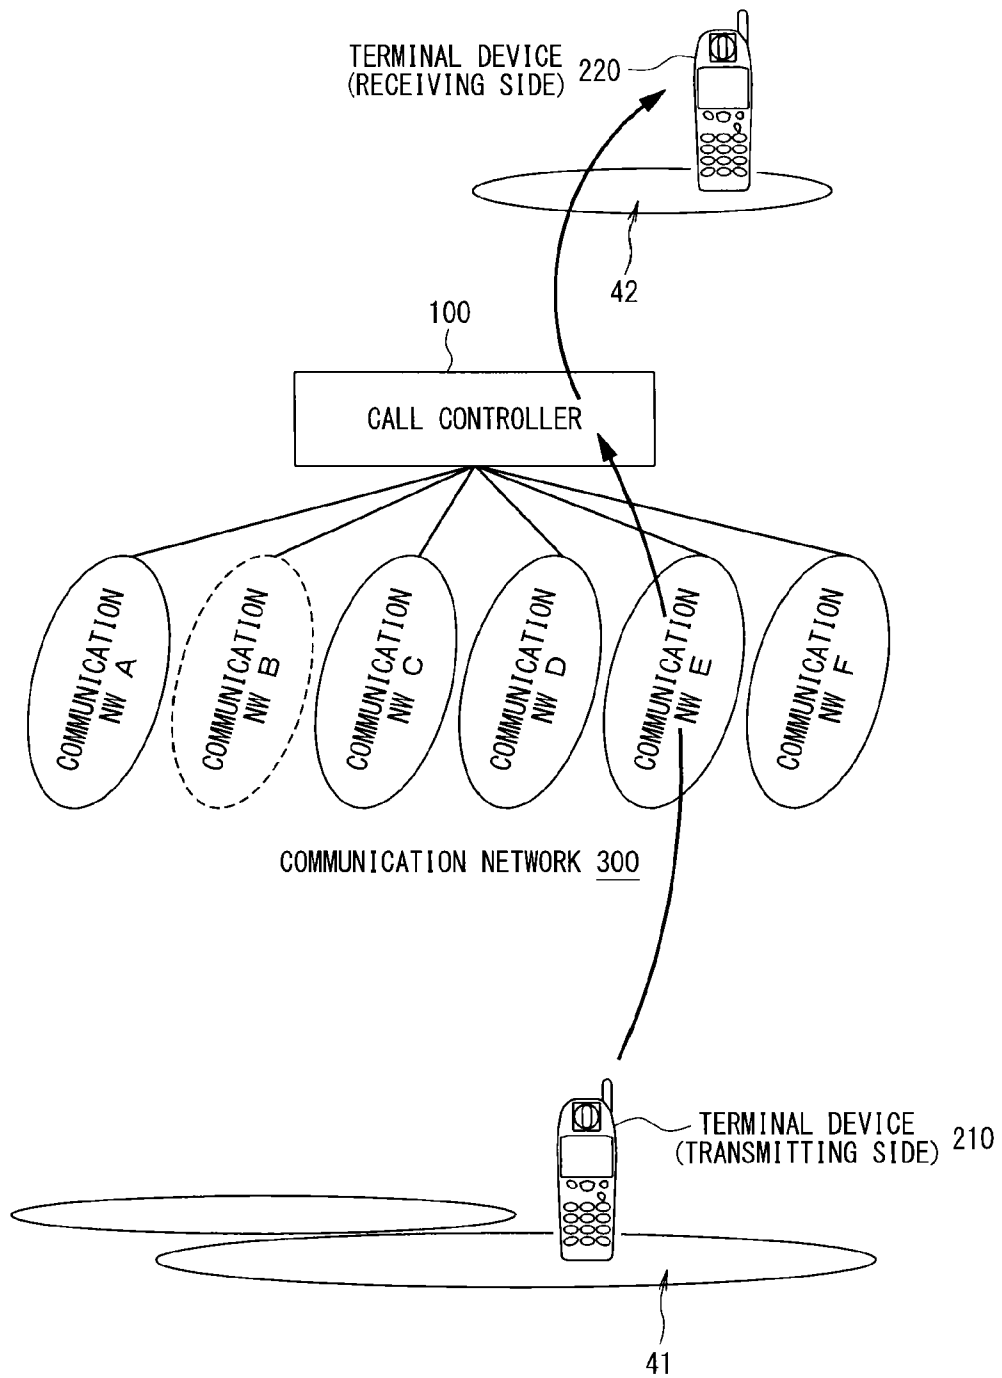 TERMINAL DEVICE
(RECEIVING SIDE) 220
42
100
CALL CONTROLLER
COMMUNICATION
NW A
COMMUNICATION
NW B
COMMUNICATION
NW C
COMMUNICATION
NW D
COMMUNICATION
NW E
COMMUNICATION
NW F
COMMUNICATION NETWORK 300
TERMINAL DEVICE
(TRANSMITTING SIDE) 210
41